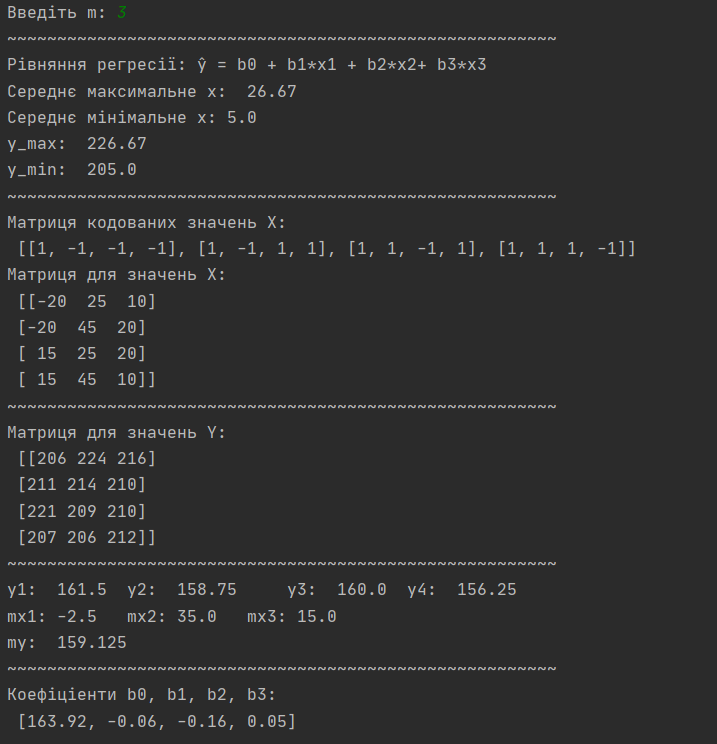 Введіть m: 3
~~~~~~~~~~~~~~~~~~~~~~~~~~~~~~~~~~~~~~~~~~~~~~~~~~~~~~~
Рівняння регресії: ŷ = b0 + b1*x1 + b2*x2+ b3*x3
Середнє максимальне x:  26.67
Середнє мінімальне x: 5.0
y_max:  226.67
y_min:  205.0
~~~~~~~~~~~~~~~~~~~~~~~~~~~~~~~~~~~~~~~~~~~~~~~~~~~~~~~
Матриця кодованих значень X:
 [[1, -1, -1, -1], [1, -1, 1, 1], [1, 1, -1, 1], [1, 1, 1, -1]]
Матриця для значень X:
 [[-20  25  10]
 [-20  45  20]
 [ 15  25  20]
 [ 15  45  10]]
~~~~~~~~~~~~~~~~~~~~~~~~~~~~~~~~~~~~~~~~~~~~~~~~~~~~~~~
Матриця для значень Y:
 [[206 224 216]
 [211 214 210]
 [221 209 210]
 [207 206 212]]
~~~~~~~~~~~~~~~~~~~~~~~~~~~~~~~~~~~~~~~~~~~~~~~~~~~~~~~
y1:  161.5  y2:  158.75     y3:  160.0  y4:  156.25
mx1: -2.5   mx2: 35.0   mx3: 15.0
my:  159.125
~~~~~~~~~~~~~~~~~~~~~~~~~~~~~~~~~~~~~~~~~~~~~~~~~~~~~~~
Коефіціенти b0, b1, b2, b3:
 [163.92, -0.06, -0.16, 0.05]